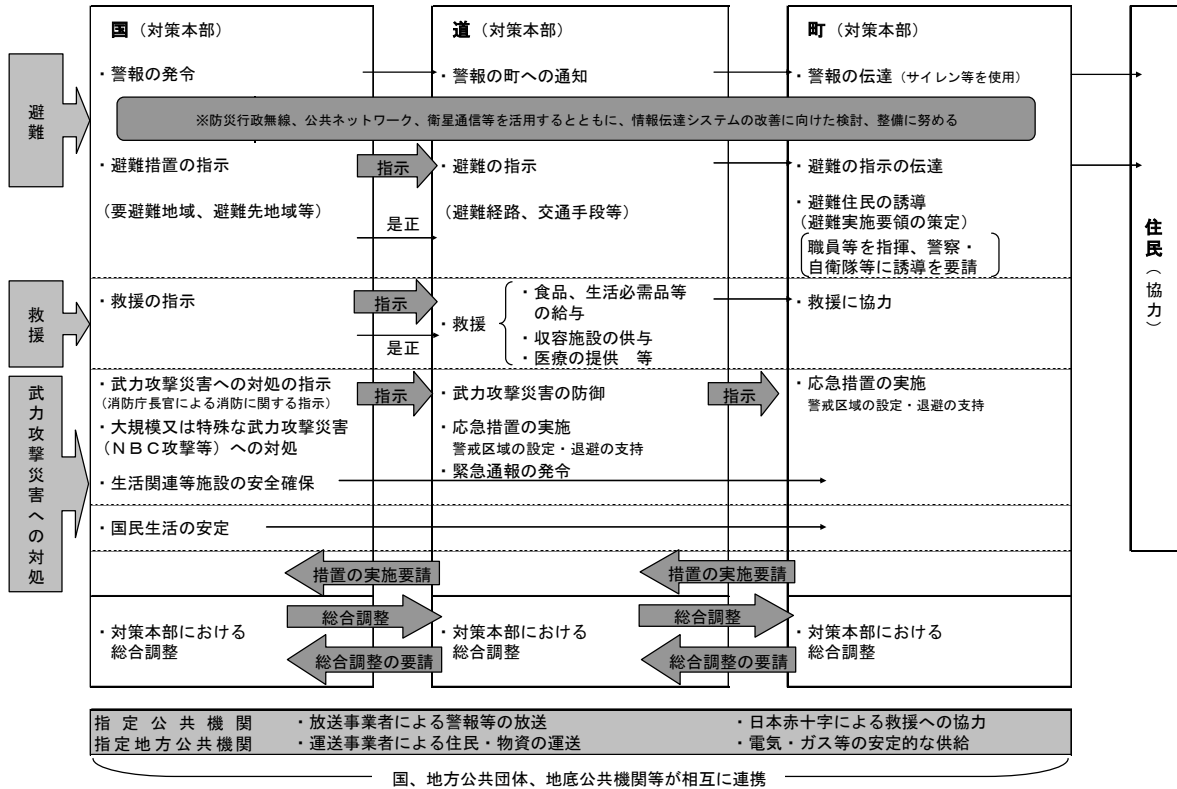 国（対策本部）
道（対策本部）
町（対策本部）
避難
・警報の発令
・警報の町への通知
・警報の伝達（サイレン等を使用）
※防災行政無線、公共ネットワーク、衛星通信等を活用するとともに、情報伝達システムの改善に向けた検討、整備に努める
・避難措置の指示
指示
・避難の指示
・避難の指示の伝達
（要避難地域、避難先地域等）
是正
（避難経路、交通手段等）
・避難住民の誘導
（避難実施要領の策定）
職員等を指揮、警察・
自衛隊等に誘導を要請
住民（協力）
救援
・救援の指示
指示
是正
・救援
・食品、生活必需品等
の給与
・収容施設の供与
・医療の提供　等
・救援に協力
武力攻撃災害への対処
・武力攻撃災害への対処の指示
（消防庁長官による消防に関する指示）
・大規模又は特殊な武力攻撃災害
（ＮＢＣ攻撃等）への対処
・生活関連等施設の安全確保
指示
・武力攻撃災害の防御
・応急措置の実施
警戒区域の設定・退避の支持
・緊急通報の発令
指示
・応急措置の実施
警戒区域の設定・退避の支持
・国民生活の安定
措置の実施要請
措置の実施要請
・対策本部における
総合調整
総合調整
総合調整の要請
・対策本部における
総合調整
総合調整
総合調整の要請
・対策本部における
総合調整
指定公共機関
指定地方公共機関
・放送事業者による警報等の放送
・運送事業者による住民・物資の運送
・日本赤十字による救援への協力
・電気・ガス等の安定的な供給
国、地方公共団体、地底公共機関等が相互に連携